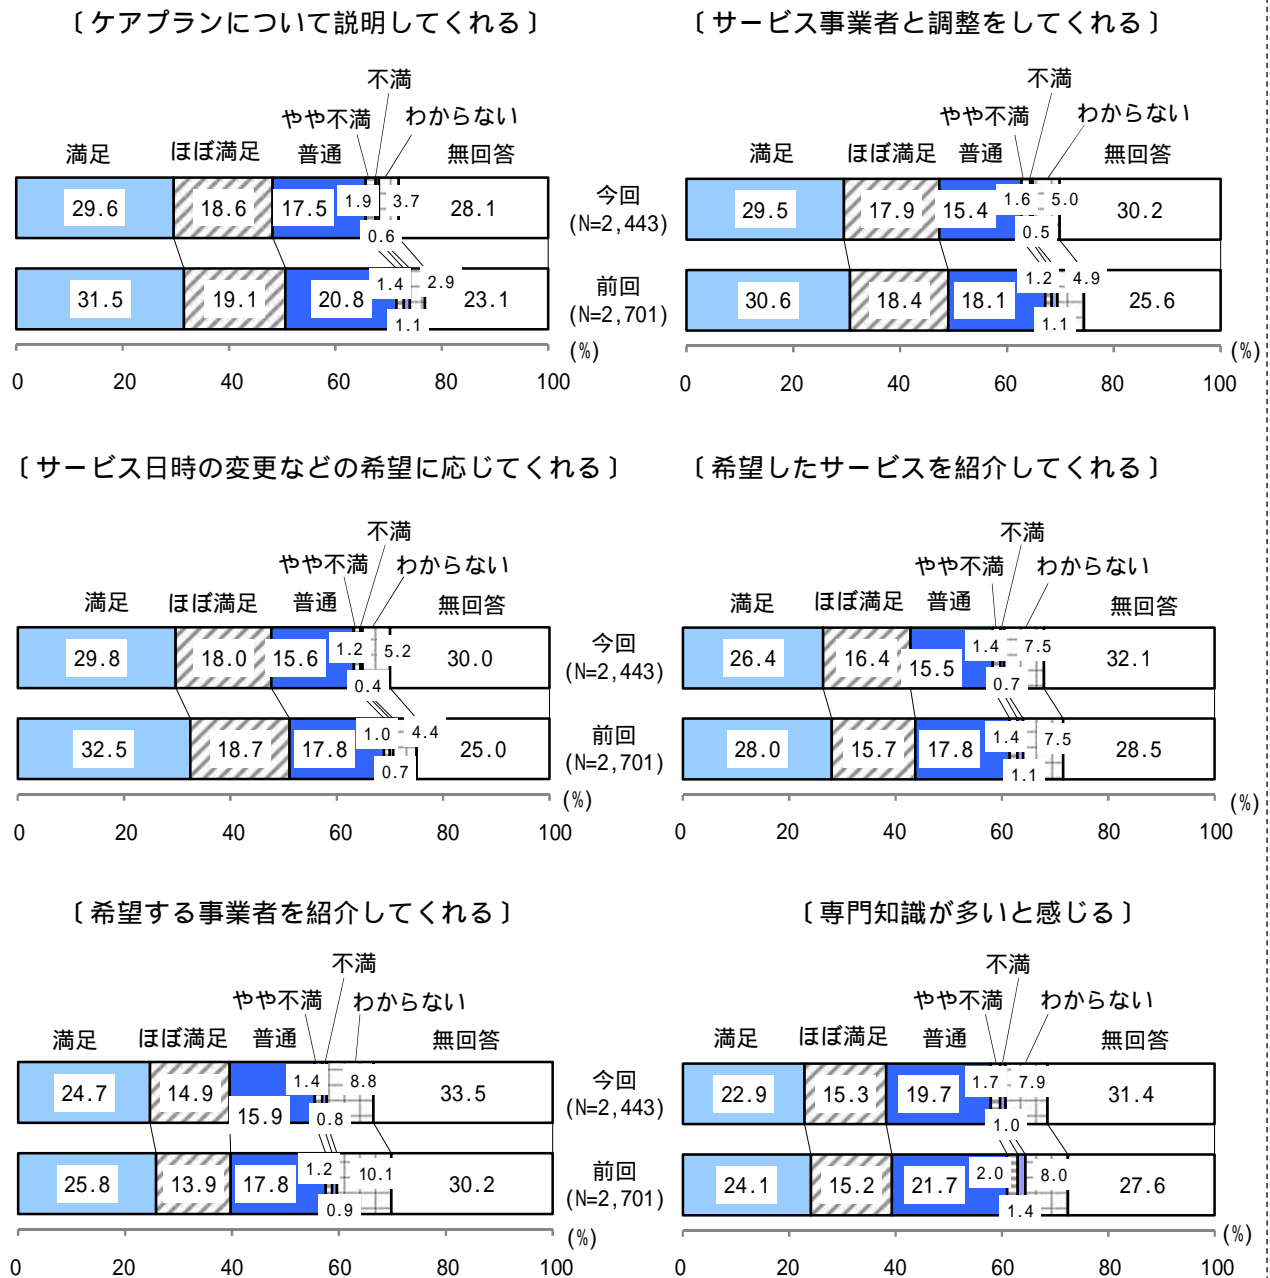 〔 ケアプランについて説明してくれる 〕
不満
やや不満 わからない
満足 ほぼ満足 普通 無回答
29.6 18.6 17.5 1.9 0.6 3.7 28.1
今回
(N=2,443)
31.5 19.1 20.8 1.4 1.1 2.9 23.1
前回
(N=2,701)
(%)
0 20 40 60 80 100
〔 サービス事業者と調整をしてくれる 〕
不満
やや不満 わからない
満足 ほぼ満足 普通 無回答
29.5 17.9 15.4 1.6 0.5 5.0 30.2
30.6 18.4 18.1 1.2 1.1 4.9 25.6
(%)
0 20 40 60 80 100
〔 サービス日時の変更などの希望に応じてくれる 〕
不満
やや不満 わからない
満足 ほぼ満足 普通 無回答
29.8 18.0 15.6 1.2 0.4 5.2 30.0
今回
(N=2,443)
32.5 18.7 17.8 1.0 0.7 4.4 25.0
前回
(N=2,701)
(%)
0 20 40 60 80 100
〔 希望したサービスを紹介してくれる 〕
不満
やや不満 わからない
満足 ほぼ満足 普通 無回答
26.4 16.4 15.5 1.4 0.7 7.5 32.1
28.0 15.7 17.8 1.4 1.1 7.5 28.5
(%)
0 20 40 60 80 100
〔 希望する事業者を紹介してくれる 〕
不満
やや不満 わからない
満足 ほぼ満足 普通 無回答
24.7 14.9 15.9 1.4 0.8 8.8 33.5
今回
(N=2,443)
25.8 13.9 17.8 1.2 0.9 10.1 30.2
前回
(N=2,701)
(%)
0 20 40 60 80 100
〔 専門知識が多いと感じる 〕
不満
やや不満 わからない
満足 ほぼ満足 普通 無回答
22.9 15.3 19.7 1.7 1.0 7.9 31.4
24.1 15.2 21.7 2.0 1.4 8.0 27.6
(%)
0 20 40 60 80 100